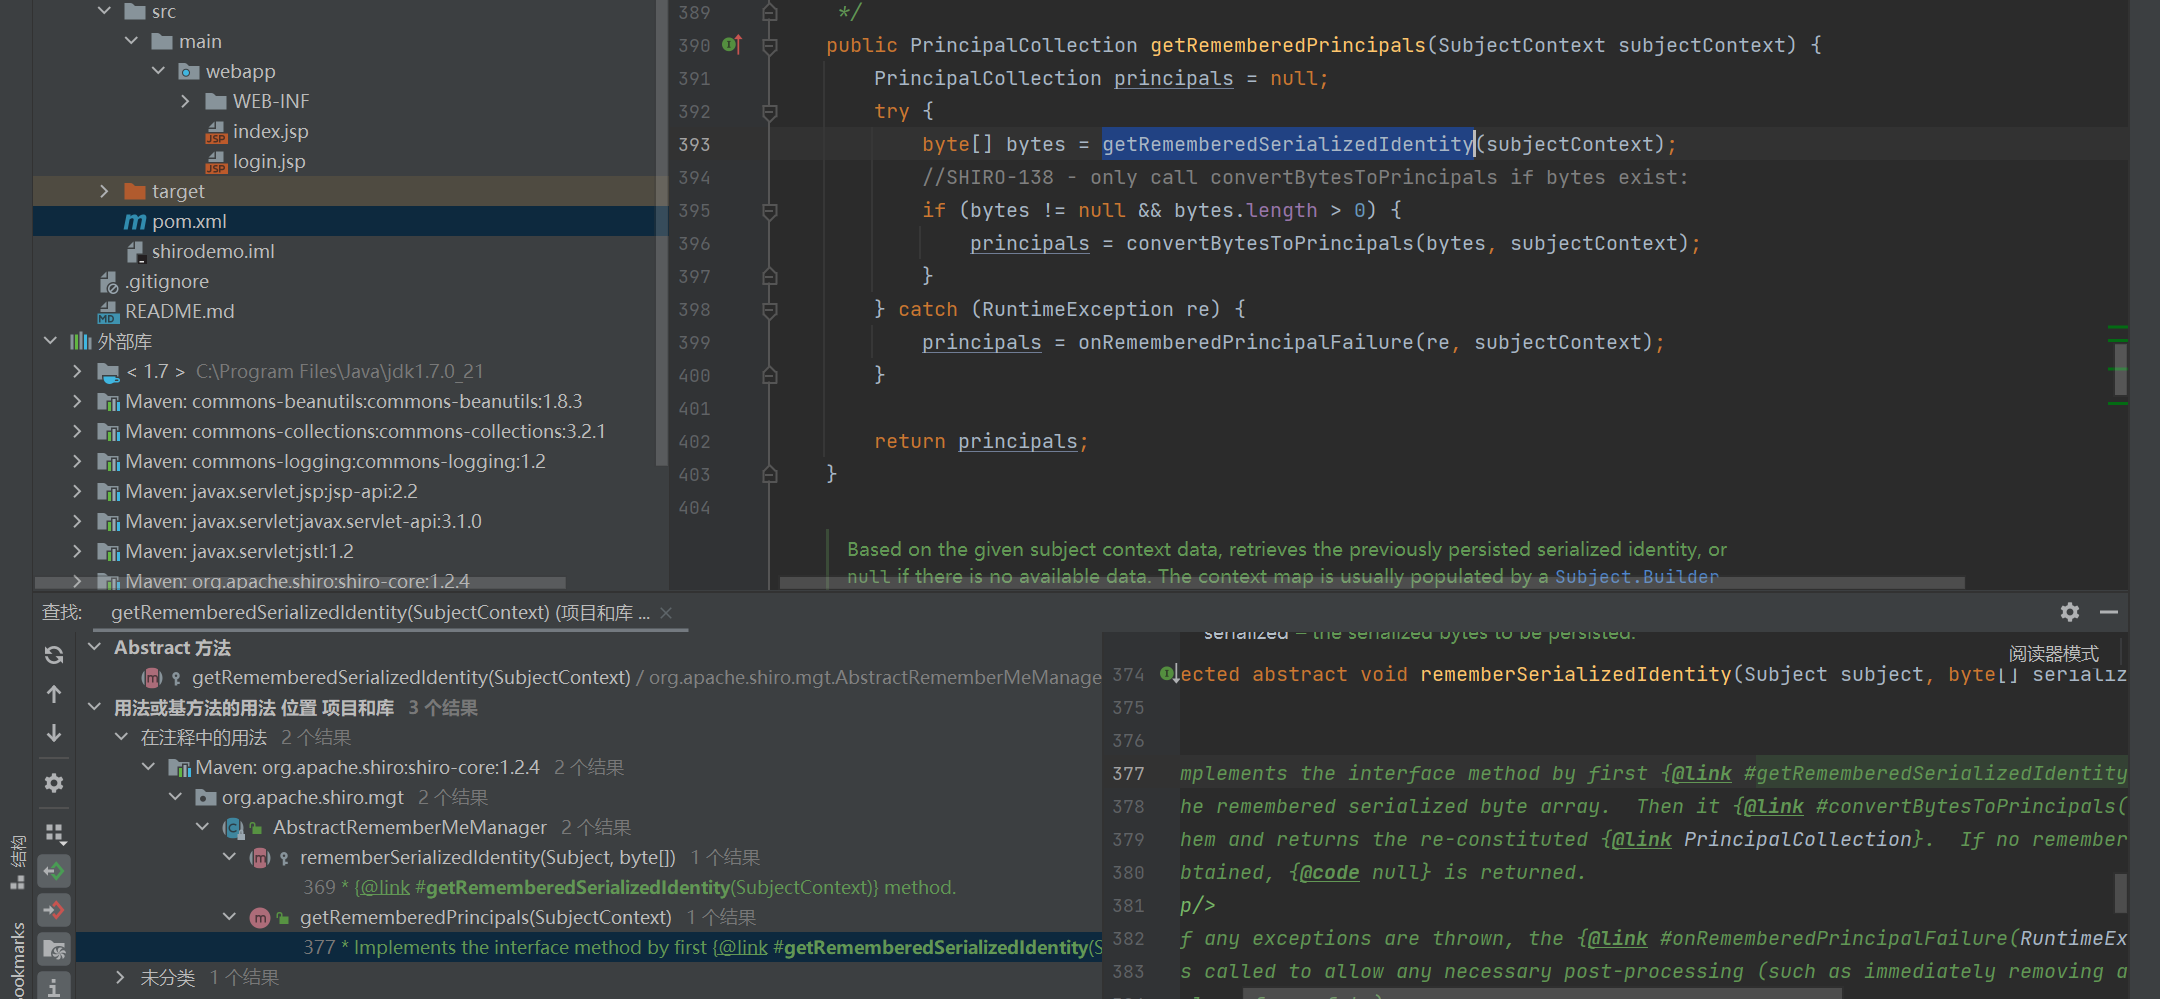 src
main
webapp
WEB-INF
index.jsp
login.jsp
target
pom.xml
shirodemo.iml
.gitignore
README.md
外部库
< 1.7 > C:\Program Files\Java\jdk1.7.0_21
Maven: commons-beanutils:commons-beanutils:1.8.3
Maven: commons-collections:commons-collections:3.2.1
Maven: commons-logging:commons-logging:1.2
Maven: javax.servlet.jsp:jsp-api:2.2
Maven: javax.servlet:javax.servlet-api:3.1.0
Maven: javax.servlet:jstl:1.2
Maven: org.apache.shiro:shiro-core:1.2.4
389 */
390 public PrincipalCollection getRememberedPrincipals(SubjectContext subjectContext) {
391 PrincipalCollection principals = null;
392 try {
393 byte[] bytes = getRememberedSerializedIdentity(subjectContext);
394 //SHIRO-138 - only call convertBytesToPrincipals if bytes exist:
395 if (bytes != null && bytes.length > 0) {
396 principals = convertBytesToPrincipals(bytes, subjectContext);
397 }
398 } catch (RuntimeException re) {
399 principals = onRememberedPrincipalFailure(re, subjectContext);
400 }
401
402 return principals;
403 }
404
Based on the given subject context data, retrieves the previously persisted serialized identity, or
null if there is no available data. The context map is usually populated by a Subject.Builder
查找: getRememberedSerializedIdentity(SubjectContext) (项目和库 ...
Abstract 方法
getRememberedSerializedIdentity(SubjectContext) / org.apache.shiro.mgt.AbstractRememberMeManage
用法或基方法的用法 位置 项目和库 3 个结果
在注释中的用法 2 个结果
Maven: org.apache.shiro:shiro-core:1.2.4 2 个结果
org.apache.shiro.mgt 2 个结果
AbstractRememberMeManager 2 个结果
rememberSerializedIdentity(Subject, byte[]) 1 个结果
369 * {@link #getRememberedSerializedIdentity(SubjectContext)} method.
getRememberedPrincipals(SubjectContext) 1 个结果
377 * Implements the interface method by first {@link #getRememberedSerializedIdentity(S
未分类 1 个结果
结构
ookmarks
serialized – the serialized bytes to be persisted.
阅读器模式
374 ected abstract void rememberSerializedIdentity(Subject subject, byte[] serializ
375
376
377 mplements the interface method by first {@link #getRememberedSerializedIdentity
378 he remembered serialized byte array. Then it {@link #convertBytesToPrincipals(
379 hem and returns the re-constituted {@link PrincipalCollection}. If no remember
380 btained, {@code null} is returned.
381 p/>
382 f any exceptions are thrown, the {@link #onRememberedPrincipalFailure(RuntimeEx
383 s called to allow any necessary post-processing (such as immediately removing a